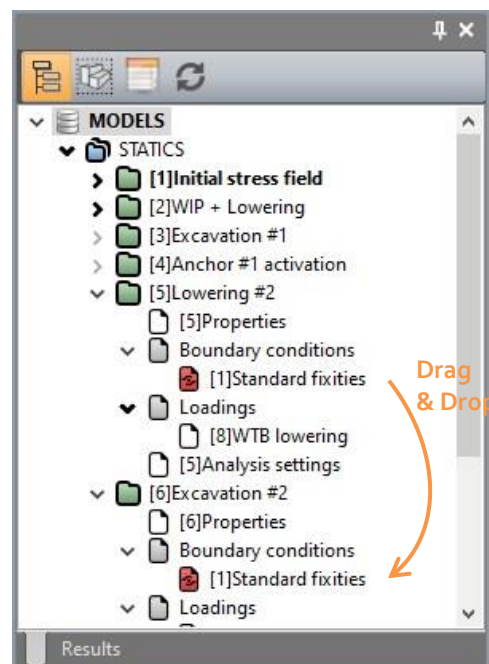 MODELS
STATICS
[1]Initial stress field
[2]WIP + Lowering
[3]Excavation #1
[4]Anchor #1 activation
[5]Lowering #2
[5]Properties
Boundary conditions
[1]Standard fixities
Drag
& Drop
Loadings
[8]WTB lowering
[5]Analysis settings
[6]Excavation #2
[6]Properties
Boundary conditions
[1]Standard fixities
Loadings
Results